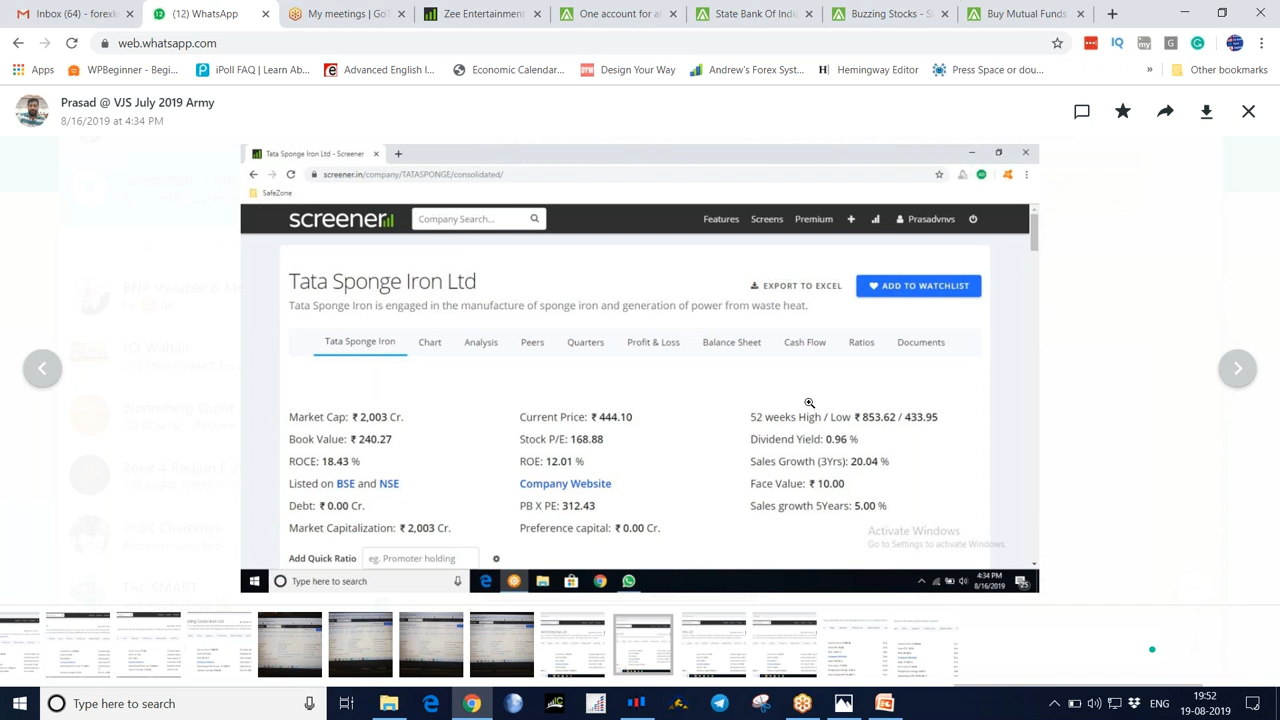 Inbox (64) - forexk
(12) WhatsApp
Meetings | GoT
Zee Entertainment
One account for al
State Bank Of Indi
Buzzing Stocks - S
Buy Mutual Funds
web.whatsapp.com
Apps
WPBeginner - Begi...
iPoll FAQ | Learn Ab...
Advanced English I...
Economic Calendar...
Design Your Way
Andrew's Forex Syst...
Hemingway Editor
Press Space or dou...
»
Other bookmarks
Prasad @ VJS July 2019 Army
8/16/2019 at 4:34 PM
Tata Sponge Iron Ltd - Screener
screener.in/company/TATASPONGE/consolidated/
SafeZone
screener
Company Search...
Features
Screens
Premium
Prasadvnvs
Tata Sponge Iron Ltd
EXPORT TO EXCEL
ADD TO WATCHLIST
Tata Sponge Iron is engaged in the manufacture of sponge iron and generation of power from waste heat.
Tata Sponge Iron
Chart
Analysis
Peers
Quarters
Profit & Loss
Balance Sheet
Cash Flow
Ratios
Documents
Market Cap: ₹ 2,003 Cr.
Current Price: ₹ 444.10
52 weeks High / Low ₹ 853.62 / 433.95
Book Value: ₹ 240.27
Stock P/E: 168.88
Dividend Yield: 0.96 %
ROCE: 18.43 %
ROE: 12.01 %
Sales Growth (3Yrs): 20.04 %
Listed on BSE and NSE
Company Website
Face Value: ₹ 10.00
Debt: ₹ 0.00 Cr.
PB X PE: 312.43
Sales growth 5Years: 5.00 %
Market Capitalization: ₹ 2,003 Cr.
Preference capital: ₹ 0.00 Cr.
Activate Windows
Go to Settings to activate Windows.
Add Quick Ratio
eg. Promoter holding
Type here to search
4:34 PM
8/16/2019
25
Type here to search
ENG
19:52
19-08-2019